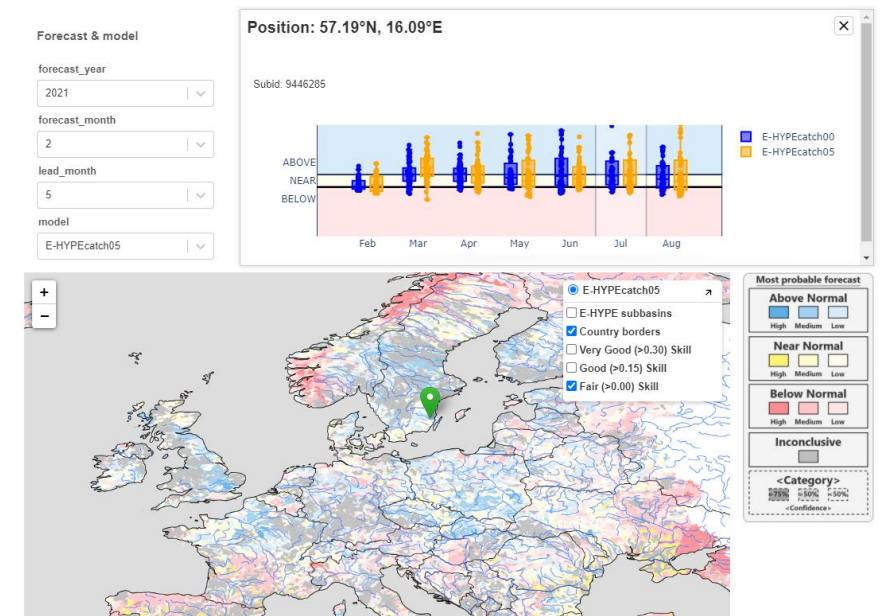 Forecast & model
forecast_year
2021
forecast_month
2
lead_month
5
model
E-HYPEcatch05
Position: 57.19°N, 16.09°E
Subid: 9446285
ABOVE
NEAR
BELOW
Feb Mar Apr May Jun Jul Aug
E-HYPEcatch00
E-HYPEcatch05
+
−
E-HYPEcatch05
E-HYPE subbasins
Country borders
Very Good (>0.30) Skill
Good (>0.15) Skill
Fair (>0.00) Skill
Most probable forecast
Above Normal
High Medium Low
Near Normal
High Medium Low
Below Normal
High Medium Low
Inconclusive
<Category>
<50%
<Confidence>